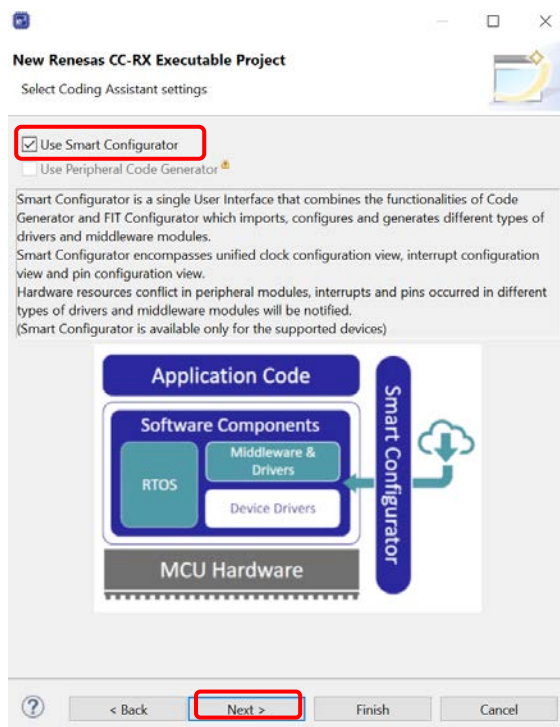 New Renesas CC-RX Executable Project
Select Coding Assistant settings
Use Smart Configurator
Use Peripheral Code Generator
Smart Configurator is a single User Interface that combines the functionalities of Code
Generator and FIT Configurator which imports, configures and generates different types of
drivers and middleware modules.
Smart Configurator encompasses unified clock configuration view, interrupt configuration
view and pin configuration view.
Hardware resources conflict in peripheral modules, interrupts and pins occurred in different
types of drivers and middleware modules will be notified.
(Smart Configurator is available only for the supported devices)
Application Code
Software Components
RTOS
Middleware &
Drivers
Device Drivers
MCU Hardware
Smart Configurator
? < Back Next > Finish Cancel